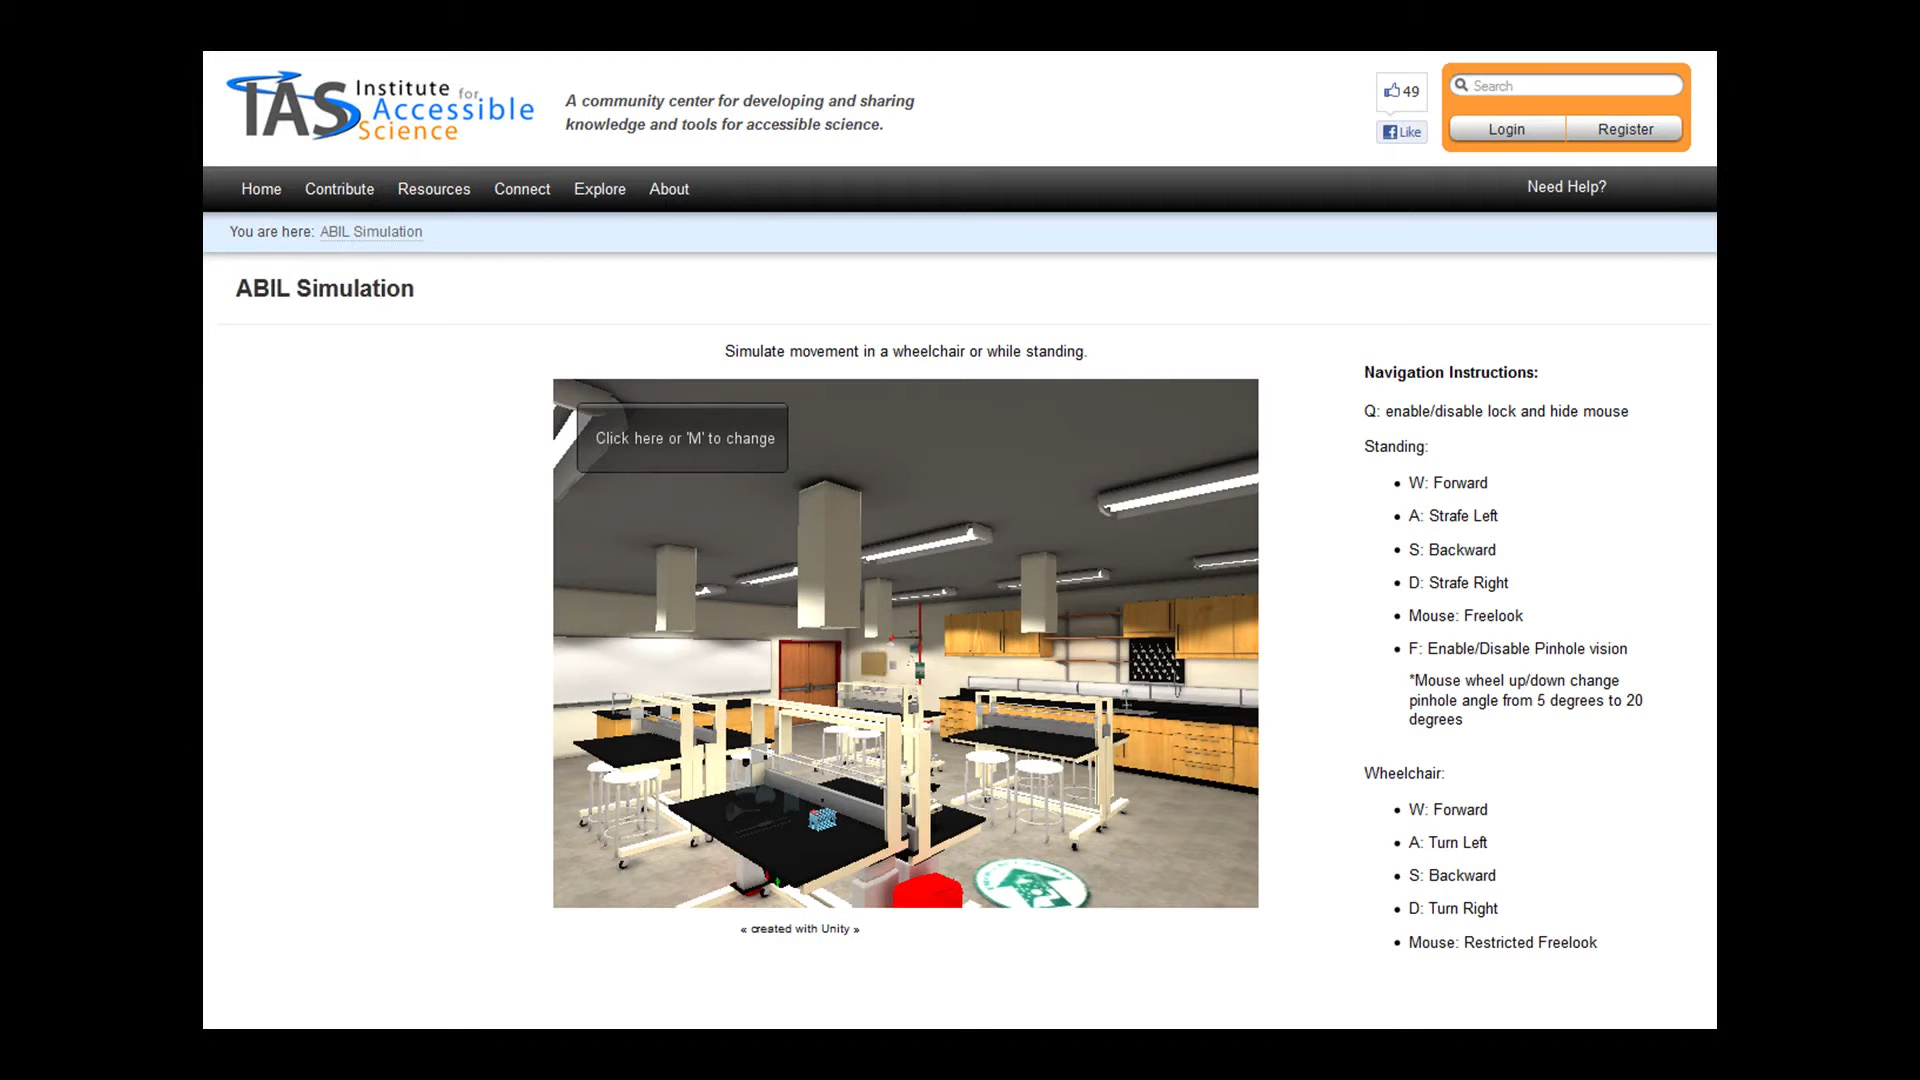 IAS Institute for
Accessible
Science
A community center for developing and sharing
knowledge and tools for accessible science.
49
Like
Search
Login
Register
Home
Contribute
Resources
Connect
Explore
About
Need Help?
You are here: ABIL Simulation
ABIL Simulation
Simulate movement in a wheelchair or while standing.
Click here or 'M' to change
« created with Unity »
Navigation Instructions:
Q: enable/disable lock and hide mouse
Standing:
• W: Forward
• A: Strafe Left
• S: Backward
• D: Strafe Right
• Mouse: Freelook
• F: Enable/Disable Pinhole vision
*Mouse wheel up/down change
pinhole angle from 5 degrees to 20
degrees
Wheelchair:
• W: Forward
• A: Turn Left
• S: Backward
• D: Turn Right
• Mouse: Restricted Freelook